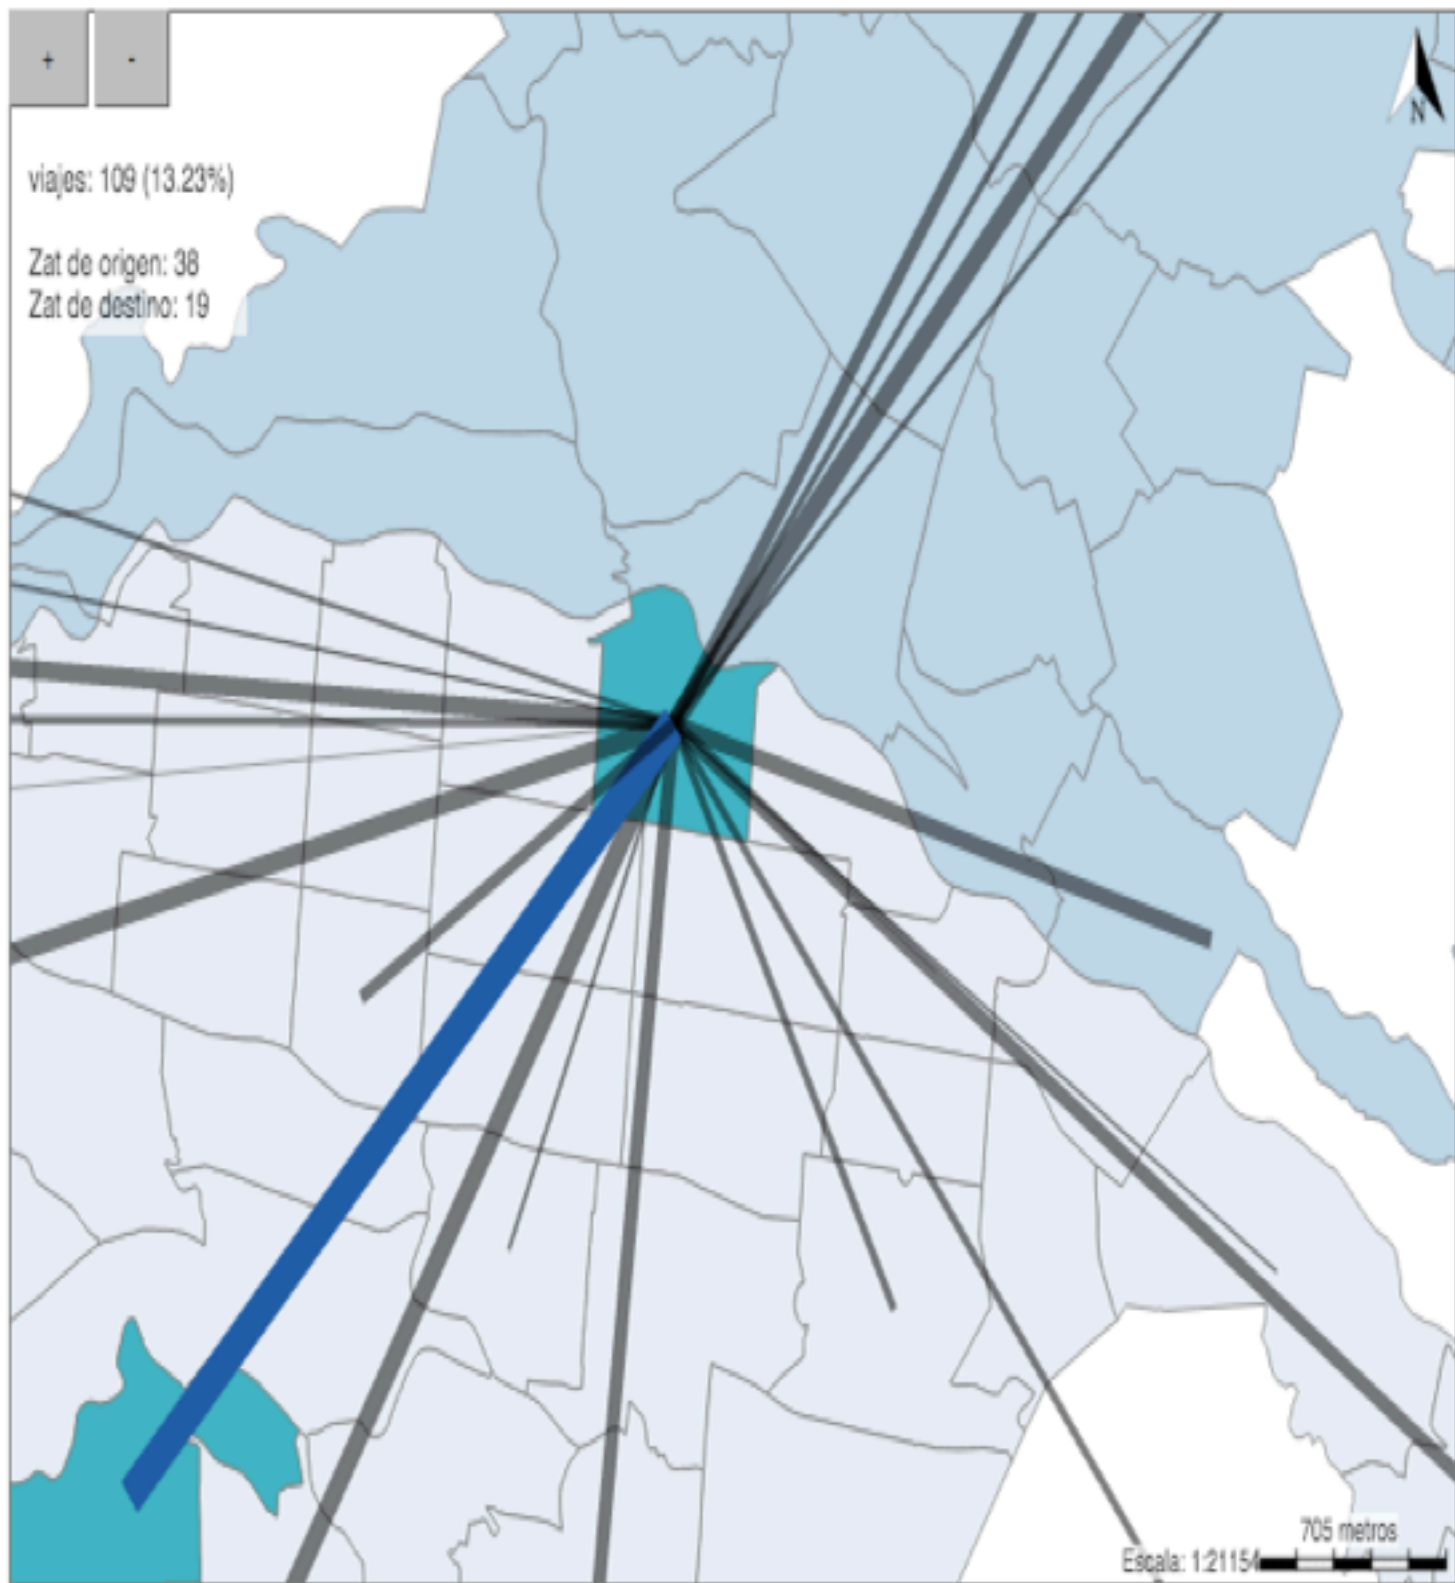 + -
N
viajes: 109 (13.23%)
Zat de origen: 38
Zat de destino: 19
705 metros
Escala: 1:21154